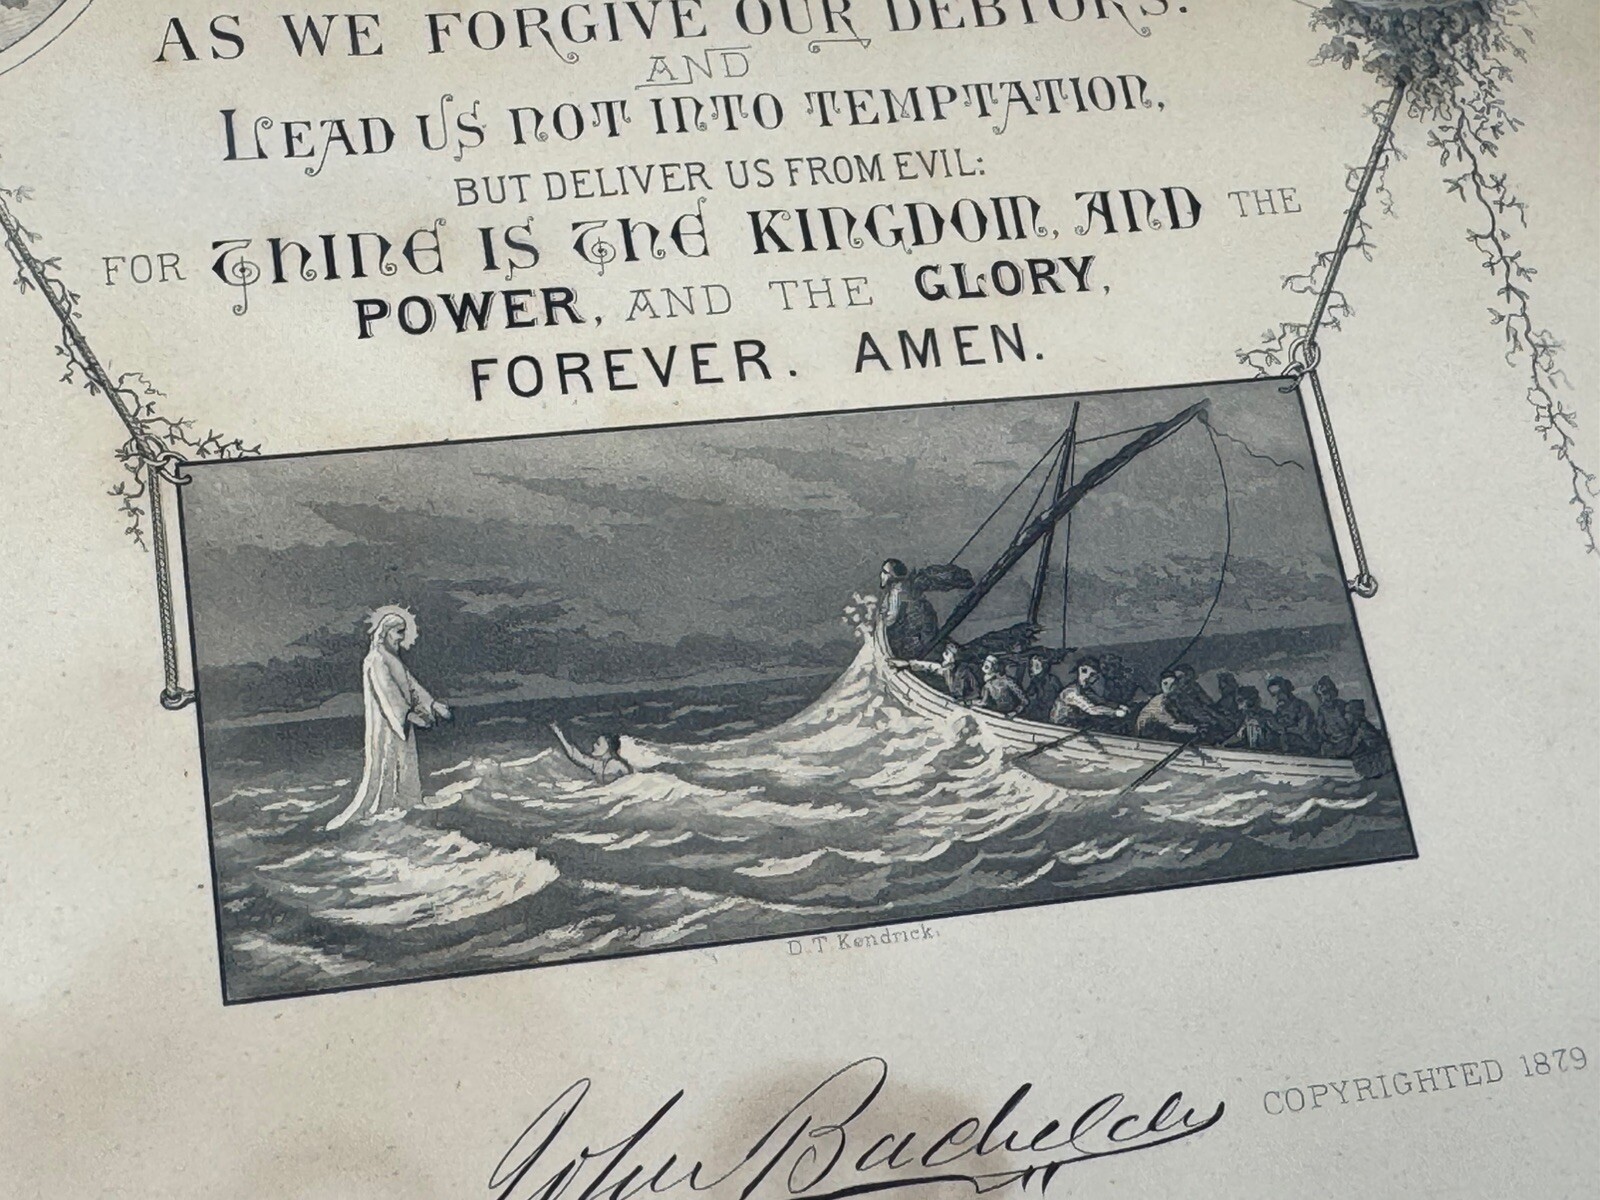 AS WE FORGIVE OUR DEBTORS.
AND
LEAD US NOT INTO TEMPTATION,
BUT DELIVER US FROM EVIL:
FOR THINE IS THE KINGDOM, AND THE
POWER, AND THE GLORY,
FOREVER. AMEN.
D. T. Kendrick.
John Bachelder
COPYRIGHTED 1879